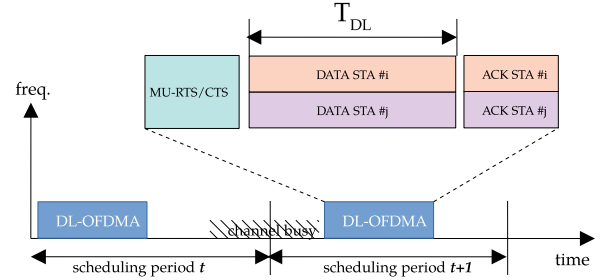 T_DL
DATA STA #i
ACK STA #i
MU-RTS/CTS
DATA STA #j
ACK STA #j
freq.
DL-OFDMA
channel busy
DL-OFDMA
time
scheduling period t
scheduling period t+1